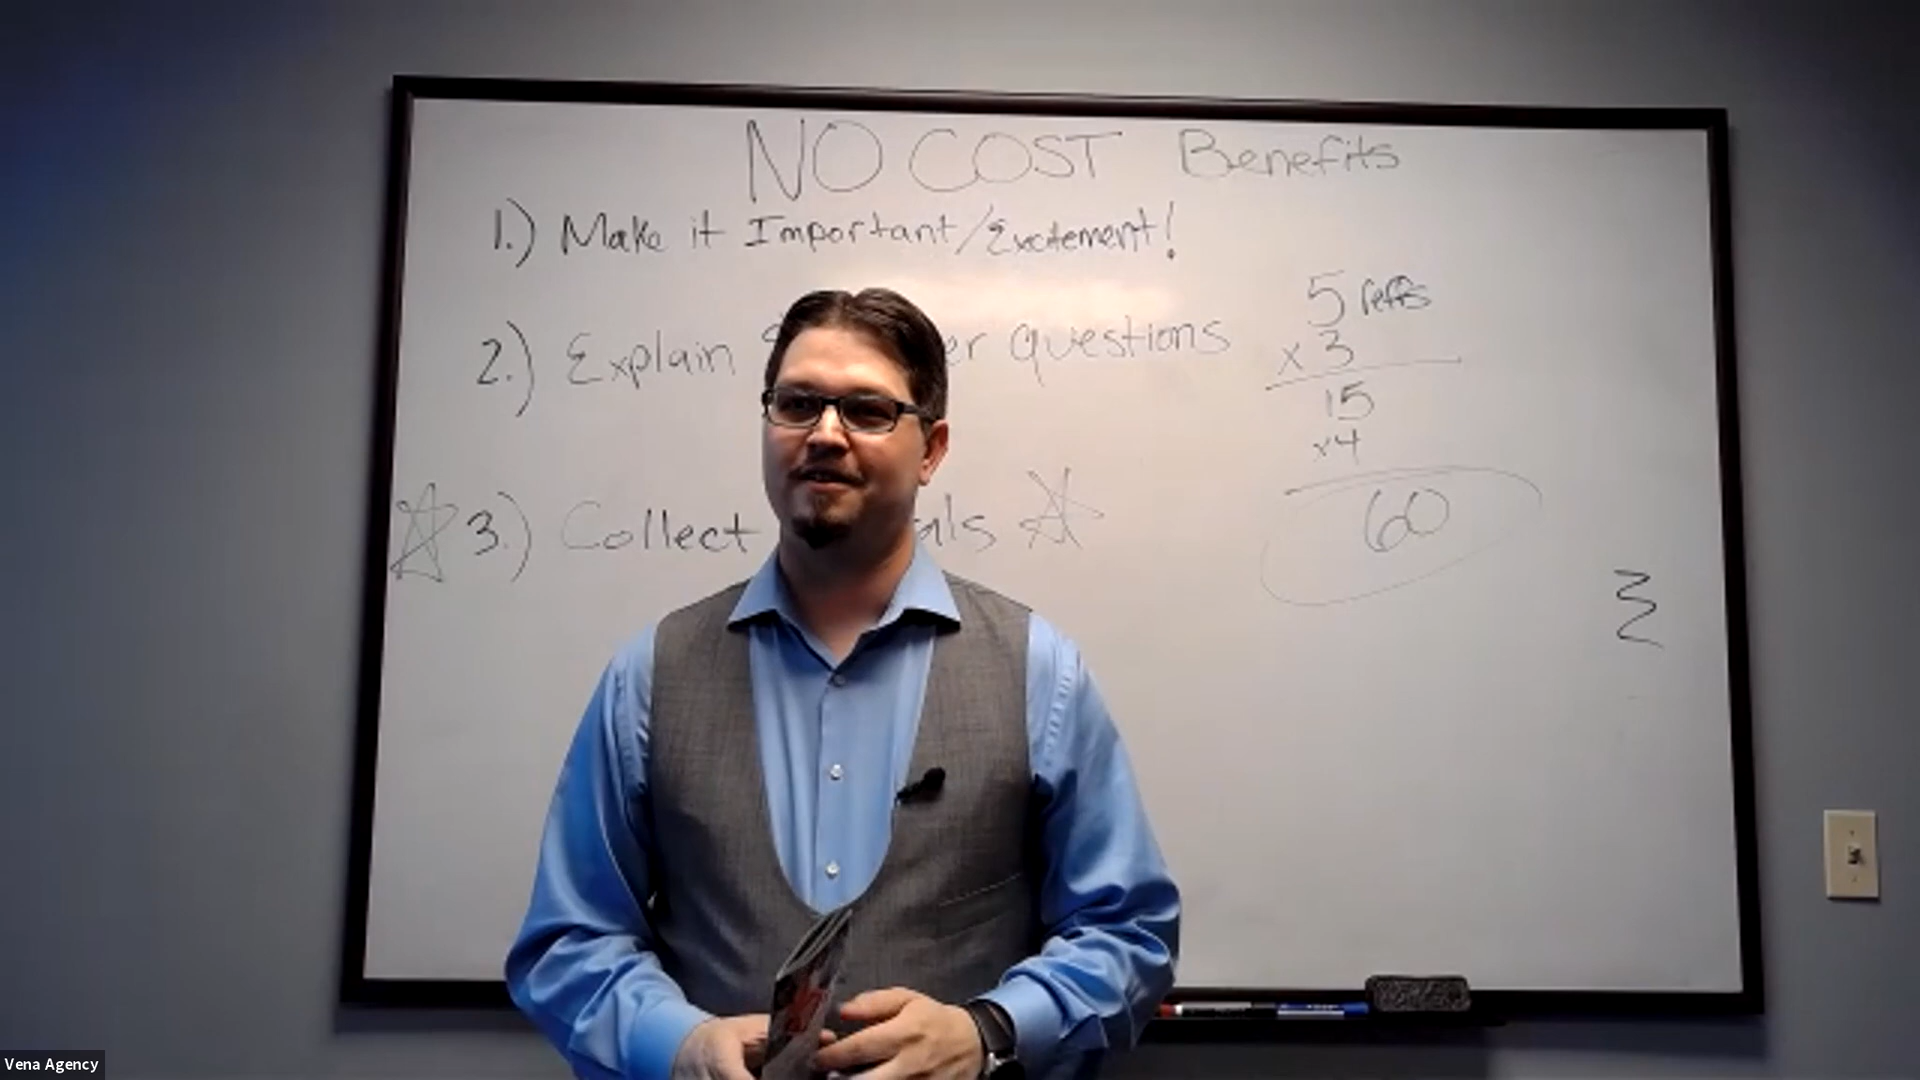 NO COST Benefits
1.) Make it Important/Excitement!
2.) Explain er questions
3.) Collect als
5 reffs
x 3
15
x4
60
Vena Agency